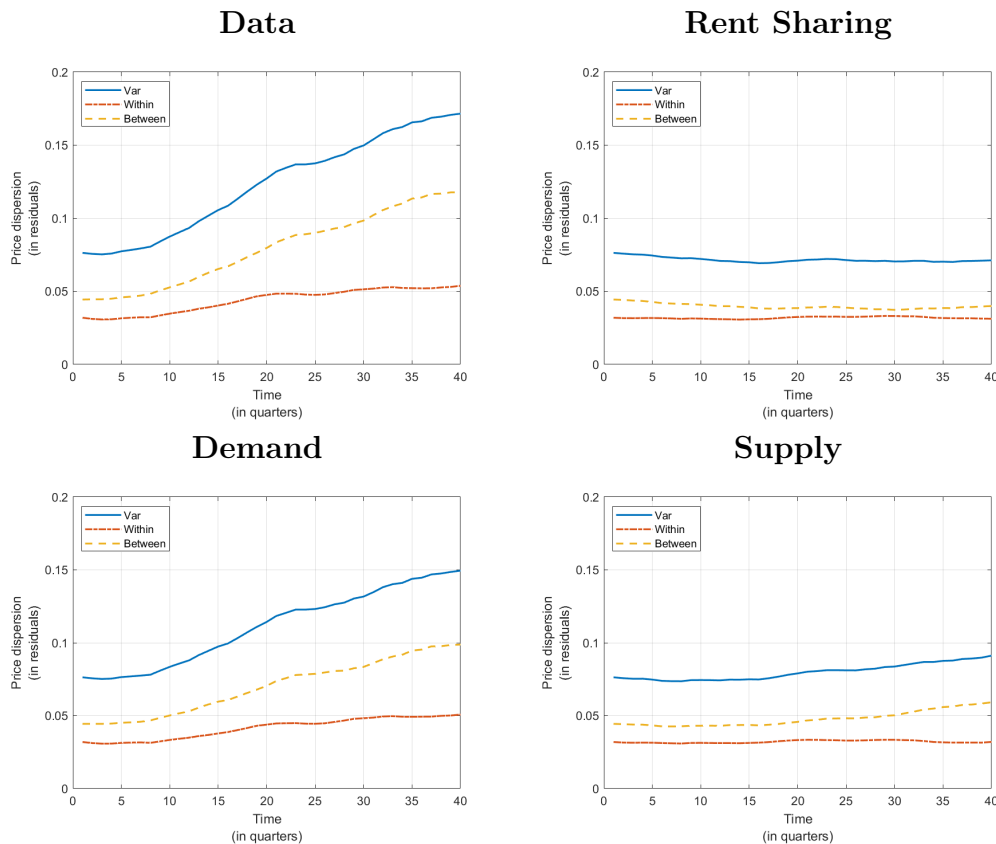 Data
Var
Within
Between
Price dispersion
(in residuals)
0.2
0.15
0.1
0.05
0
0 5 10 15 20 25 30 35 40
Time
(in quarters)
Rent Sharing
Var
Within
Between
Price dispersion
(in residuals)
0.2
0.15
0.1
0.05
0
0 5 10 15 20 25 30 35 40
Time
(in quarters)
Demand
Var
Within
Between
Price dispersion
(in residuals)
0.2
0.15
0.1
0.05
0
0 5 10 15 20 25 30 35 40
Time
(in quarters)
Supply
Var
Within
Between
Price dispersion
(in residuals)
0.2
0.15
0.1
0.05
0
0 5 10 15 20 25 30 35 40
Time
(in quarters)